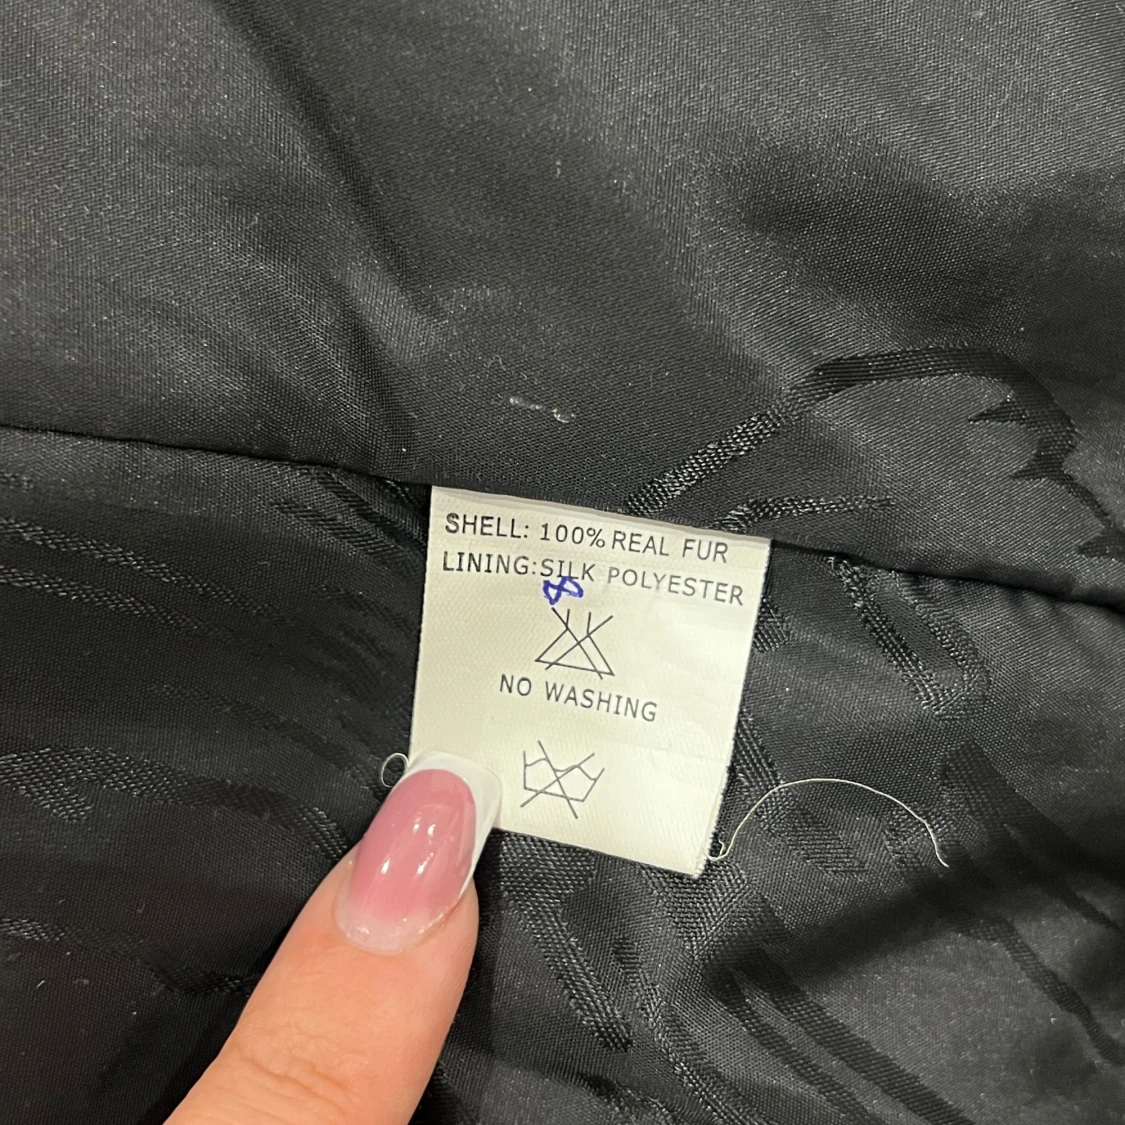 SHELL: 100% REAL FUR
LINING:SILK POLYESTER
NO WASHING